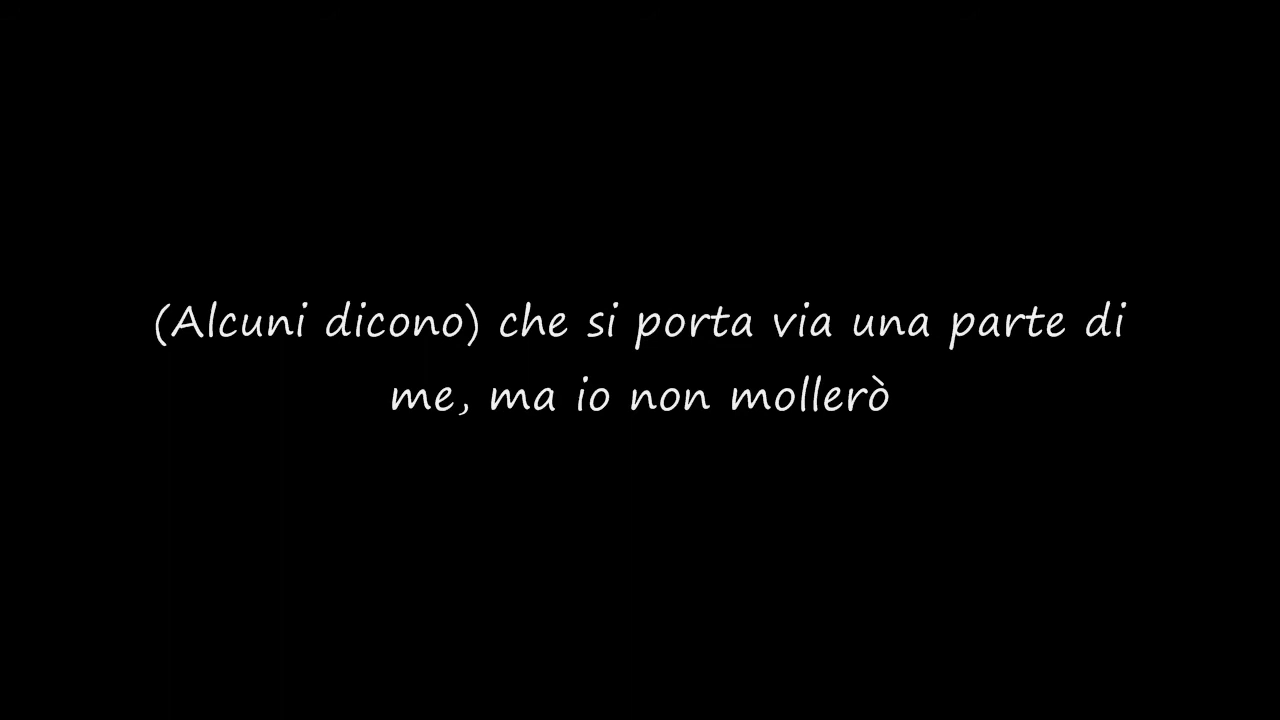 (Alcuni dicono) che si porta via una parte di
me, ma io non mollerò